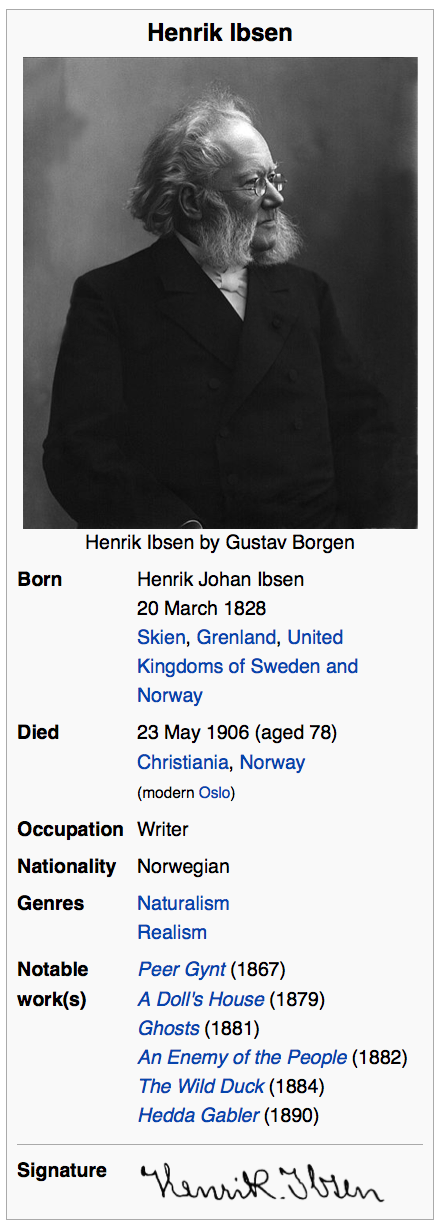 Henrik Ibsen
Henrik Ibsen by Gustav Borgen
Born Henrik Johan Ibsen
20 March 1828
Skien, Grenland, United
Kingdoms of Sweden and
Norway
Died 23 May 1906 (aged 78)
Christiania, Norway
(modern Oslo)
Occupation Writer
Nationality Norwegian
Genres Naturalism
Realism
Notable Peer Gynt (1867)
work(s) A Doll's House (1879)
Ghosts (1881)
An Enemy of the People (1882)
The Wild Duck (1884)
Hedda Gabler (1890)
Signature Henrik Ibsen